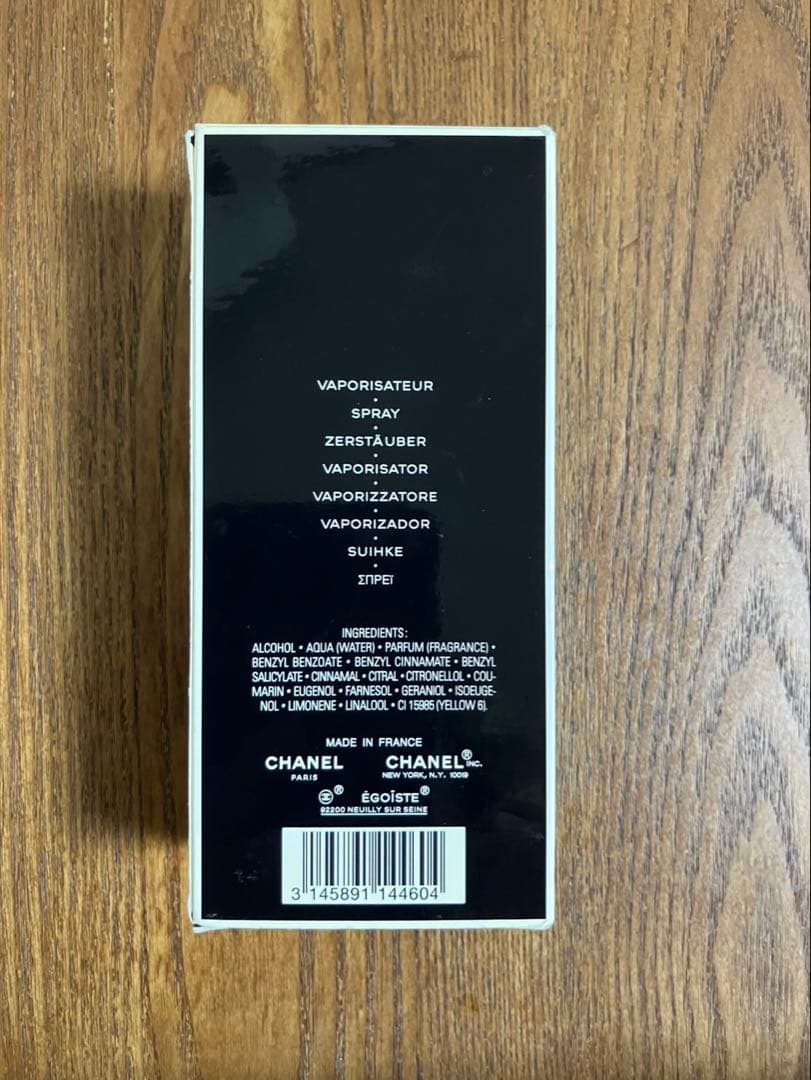 VAPORISATEUR
•
SPRAY
•
ZERSTÄUBER
•
VAPORISATOR
•
VAPORIZZATORE
•
VAPORIZADOR
•
SUIHKE
•
ΣΠΡΕΪ
INGREDIENTS:
ALCOHOL • AQUA (WATER) • PARFUM (FRAGRANCE) •
BENZYL BENZOATE • BENZYL CINNAMATE • BENZYL
SALICYLATE • CINNAMAL • CITRAL • CITRONELLOL • COU-
MARIN • EUGENOL • FARNESOL • GERANIOL • ISOEUGE-
NOL • LIMONENE • LINALOOL • CI 15985 (YELLOW 6).
MADE IN FRANCE
CHANEL CHANEL® INC.
PARIS NEW YORK, N.Y. 10019
® ÉGOÏSTE®
92200 NEUILLY SUR SEINE
3 145891 144604